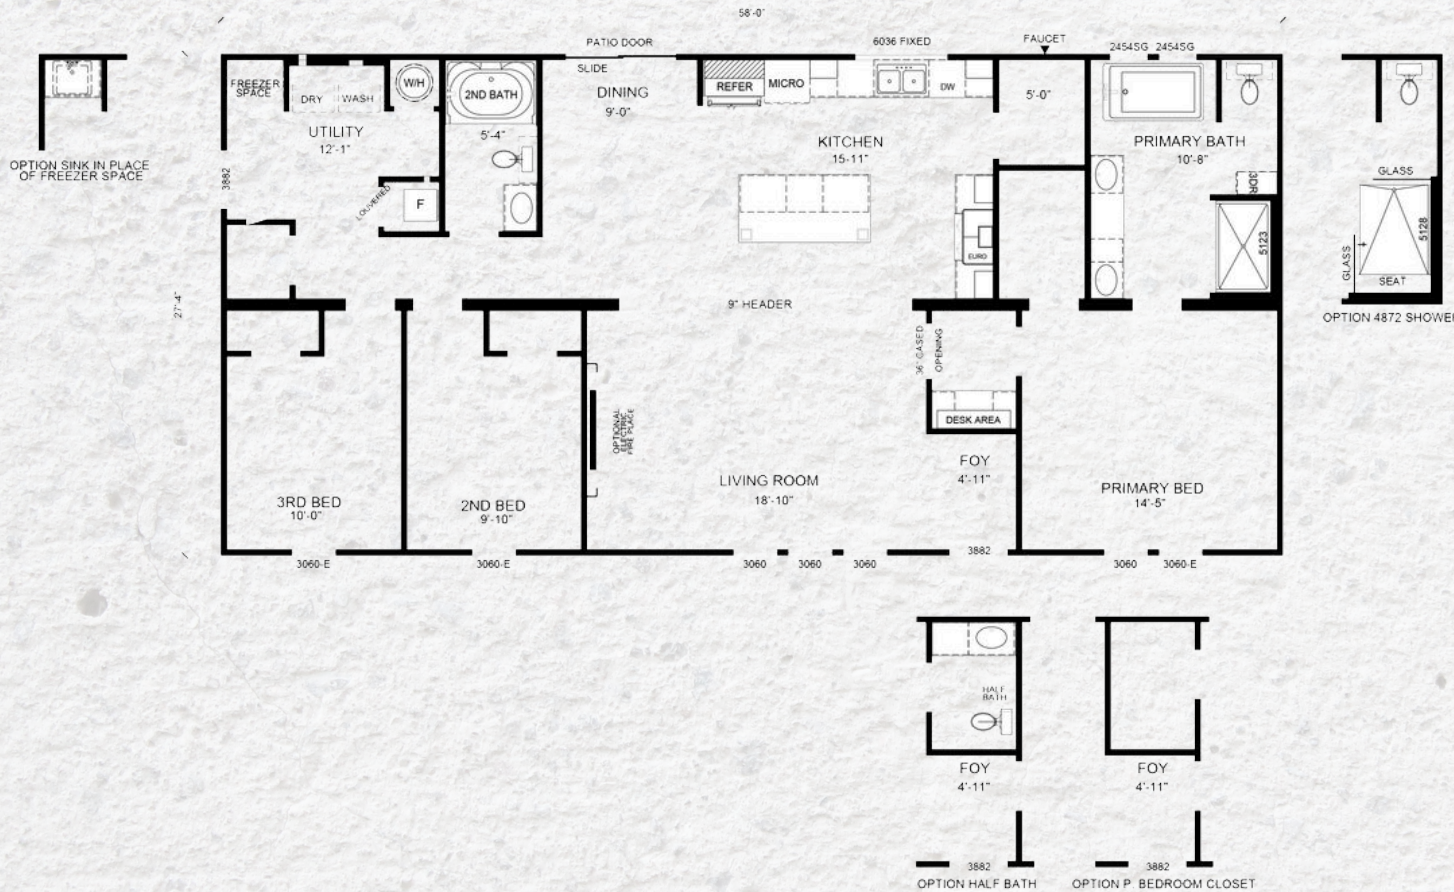 58'-0"
PATIO DOOR
SLIDE
6036 FIXED
FAUCET
2454SG 2454SG
FREEZER
SPACE
DRY
WASH
W/H
2ND BATH
5'-4"
DINING
9'-0"
REFER
MICRO
DW
5'-0"
UTILITY
12'-1"
KITCHEN
15'-11"
PRIMARY BATH
10'-8"
OPTION SINK IN PLACE
OF FREEZER SPACE
3882
LOUVERED
F
3DR
5123
EURO
GLASS
GLASS
5128
SEAT
OPTION 4872 SHOWER
27'-4"
9" HEADER
36" CASED
OPENING
OPTIONAL
ELECTRIC
FIRE PLACE
DESK AREA
FOY
4'-11"
3RD BED
10'-0"
2ND BED
9'-10"
LIVING ROOM
18'-10"
PRIMARY BED
14'-5"
3060-E
3060-E
3060
3060
3060
3882
3060
3060-E
HALF
BATH
FOY
4'-11"
3882
OPTION HALF BATH
FOY
4'-11"
3882
OPTION P. BEDROOM CLOSET